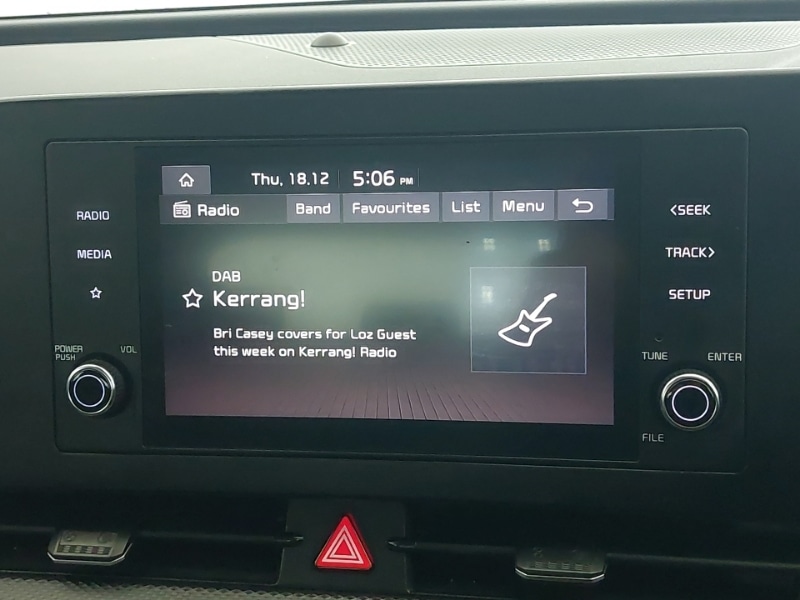 Thu, 18.12 5:06 PM
Radio Band Favourites List Menu
RADIO
MEDIA
<SEEK
TRACK>
SETUP
DAB
Kerrang!
Bri Casey covers for Loz Guest
this week on Kerrang! Radio
POWER PUSH
VOL
TUNE
ENTER
FILE